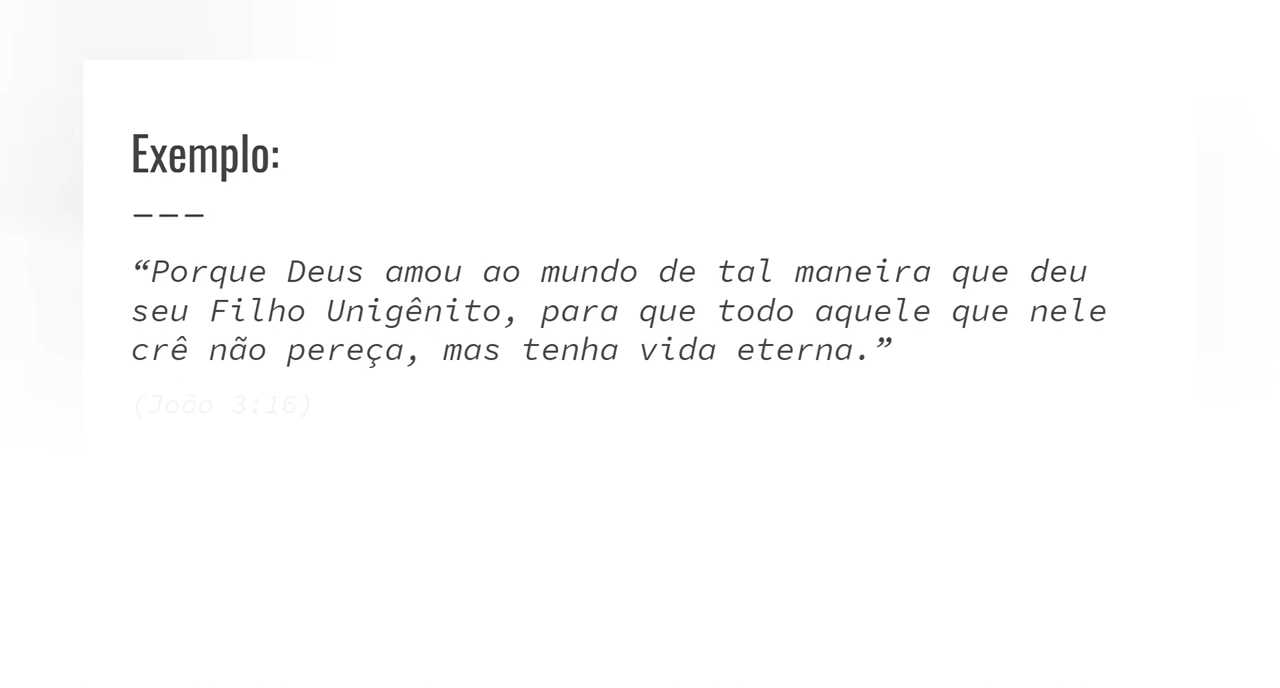 Exemplo:
———
“Porque Deus amou ao mundo de tal maneira que deu
seu Filho Unigênito, para que todo aquele que nele
crê não pereça, mas tenha vida eterna.”
(João 3:16)